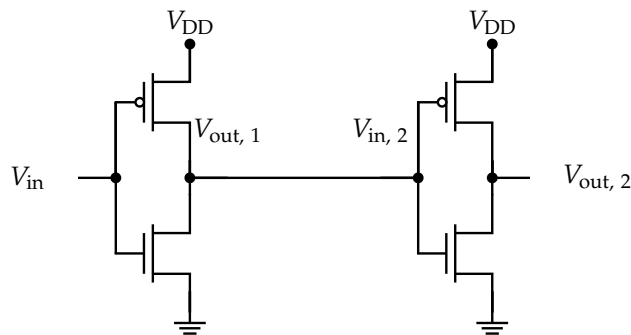 V_DD
V_DD
V_out, 1
V_in, 2
V_in
V_out, 2